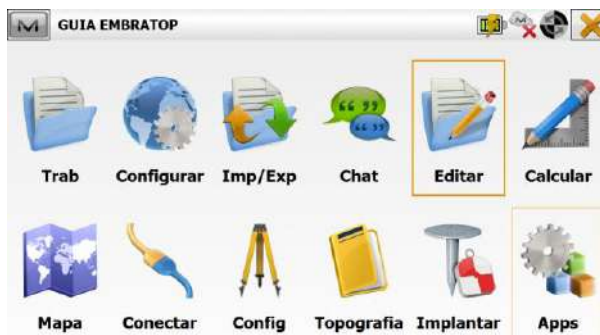 GUIA EMBRATOP
Trab Configurar Imp/Exp Chat Editar Calcular
Mapa Conectar Config Topografia Implantar Apps